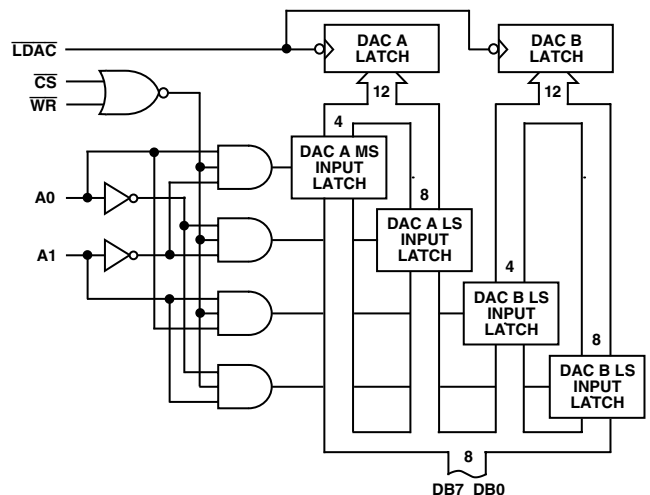 DAC A
LATCH
DAC B
LATCH
LDAC
CS
WR
12
12
4
DAC A MS
INPUT
LATCH
8
A0
DAC A LS
INPUT
LATCH
A1
4
DAC B LS
INPUT
LATCH
8
DAC B LS
INPUT
LATCH
8
DB7 DB0